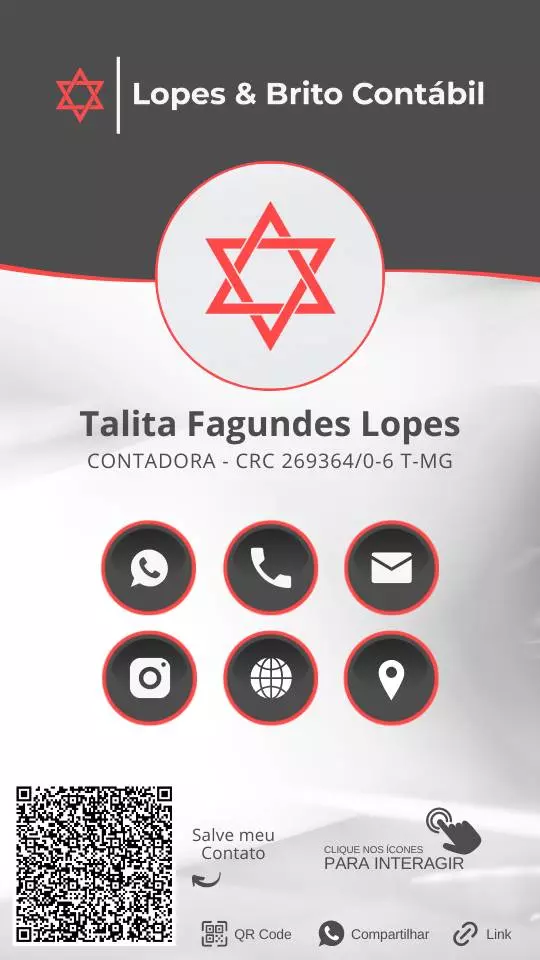 Lopes & Brito Contábil
Talita Fagundes Lopes
CONTADORA - CRC 269364/0-6 T-MG
Salve meu
Contato
CLIQUE NOS ÍCONES
PARA INTERAGIR
QR Code
Compartilhar
Link